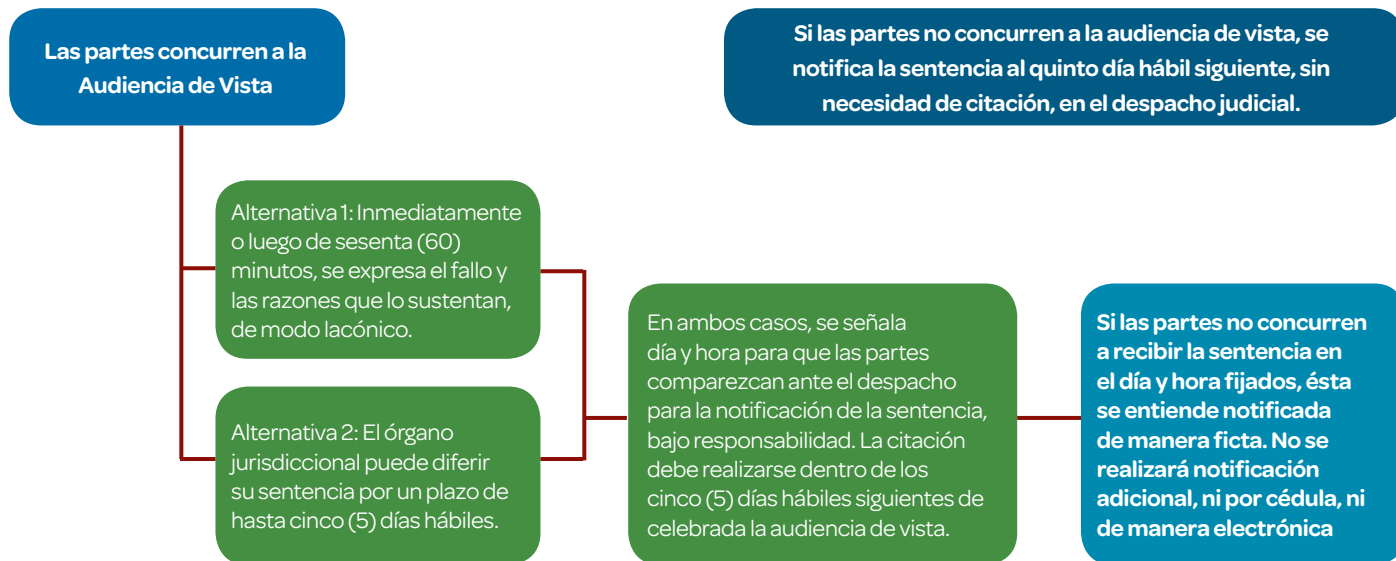 Las partes concurren a la
Audiencia de Vista
Si las partes no concurren a la audiencia de vista, se
notifica la sentencia al quinto día hábil siguiente, sin
necesidad de citación, en el despacho judicial.
Alternativa 1: Inmediatamente
o luego de sesenta (60)
minutos, se expresa el fallo y
las razones que lo sustentan,
de modo lacónico.
Alternativa 2: El órgano
jurisdiccional puede diferir
su sentencia por un plazo de
hasta cinco (5) días hábiles.
En ambos casos, se señala
día y hora para que las partes
comparezcan ante el despacho
para la notificación de la sentencia,
bajo responsabilidad. La citación
debe realizarse dentro de los
cinco (5) días hábiles siguientes de
celebrada la audiencia de vista.
Si las partes no concurren
a recibir la sentencia en
el día y hora fijados, ésta
se entiende notificada
de manera ficta. No se
realizará notificación
adicional, ni por cédula, ni
de manera electrónica